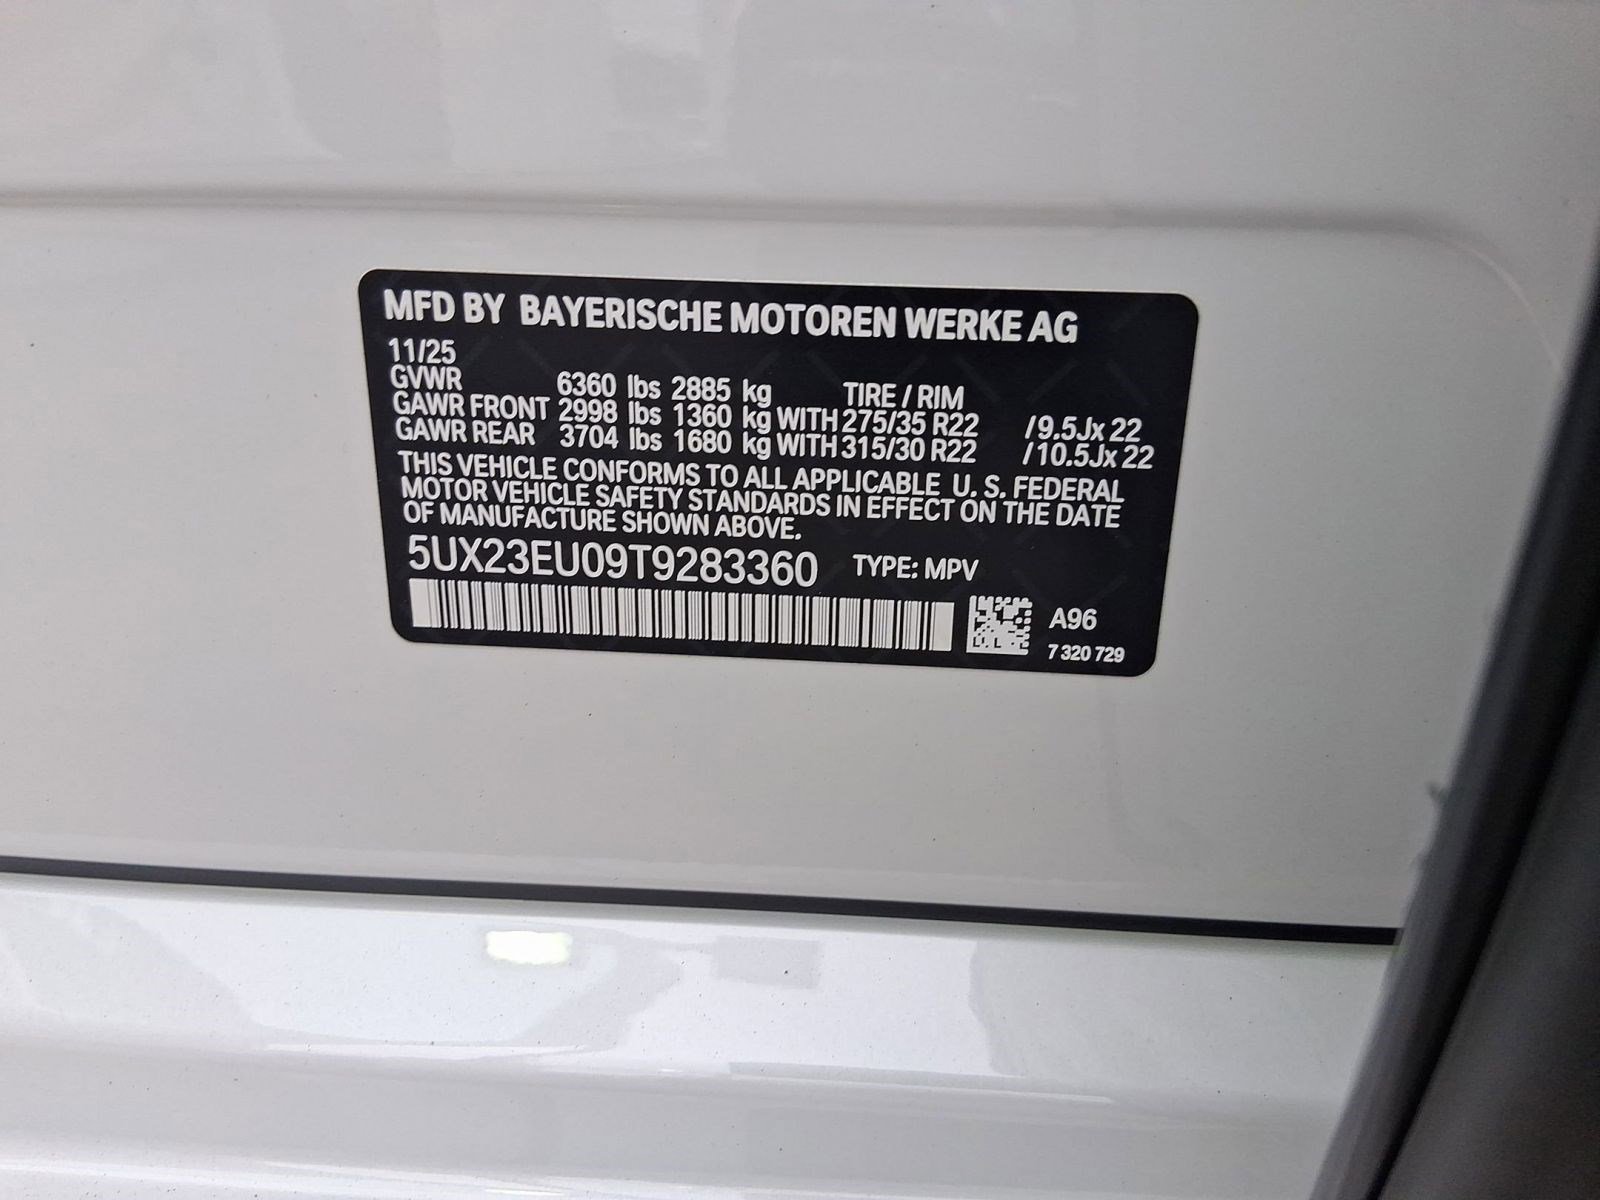 MFD BY BAYERISCHE MOTOREN WERKE AG
11/25
GVWR 6360 lbs 2885 kg TIRE / RIM
GAWR FRONT 2998 lbs 1360 kg WITH 275/35 R22 /9.5Jx 22
GAWR REAR 3704 lbs 1680 kg WITH 315/30 R22 /10.5Jx 22
THIS VEHICLE CONFORMS TO ALL APPLICABLE U. S. FEDERAL
MOTOR VEHICLE SAFETY STANDARDS IN EFFECT ON THE DATE
OF MANUFACTURE SHOWN ABOVE.
5UX23EU09T9283360 TYPE: MPV
A96
7 320 729